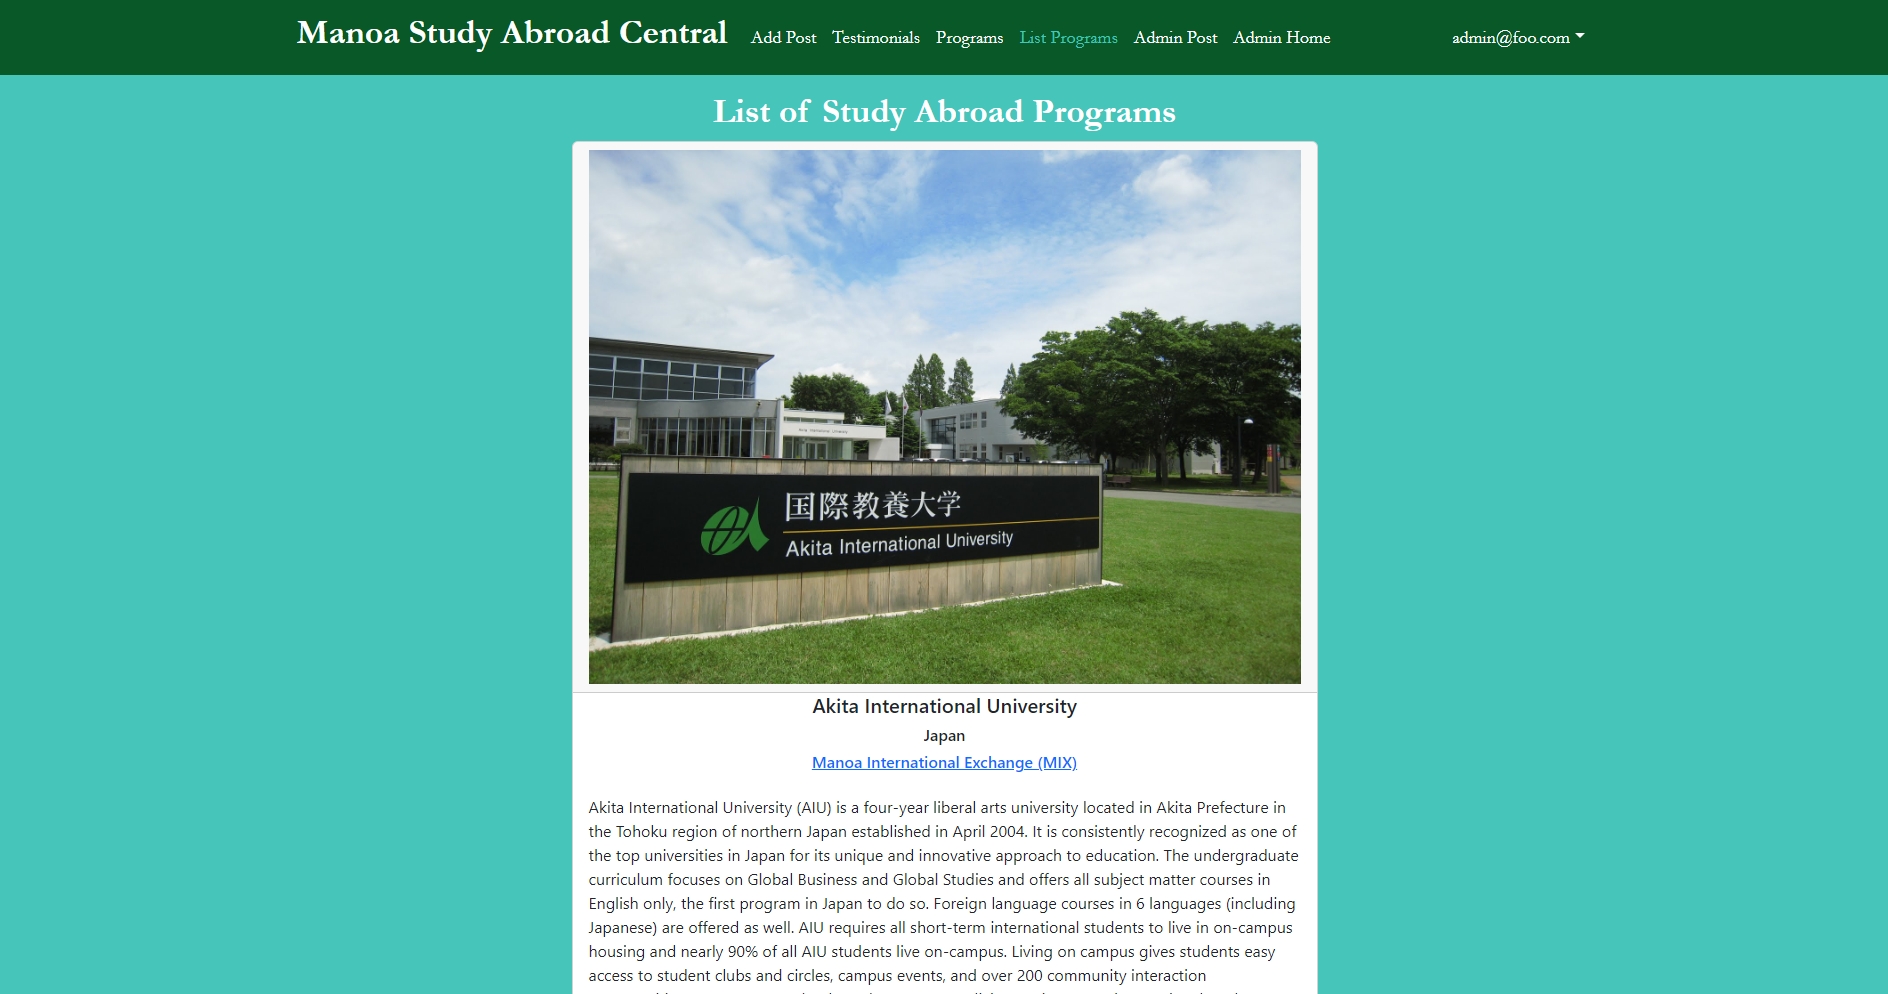 Manoa Study Abroad Central Add Post Testimonials Programs List Programs Admin Post Admin Home admin@foo.com
List of Study Abroad Programs
国際教養大学
Akita International University
Akita International University
Japan
Manoa International Exchange (MIX)
Akita International University (AIU) is a four-year liberal arts university located in Akita Prefecture in
the Tohoku region of northern Japan established in April 2004. It is consistently recognized as one of
the top universities in Japan for its unique and innovative approach to education. The undergraduate
curriculum focuses on Global Business and Global Studies and offers all subject matter courses in
English only, the first program in Japan to do so. Foreign language courses in 6 languages (including
Japanese) are offered as well. AIU requires all short-term international students to live in on-campus
housing and nearly 90% of all AIU students live on-campus. Living on campus gives students easy
access to student clubs and circles, campus events, and over 200 community interaction